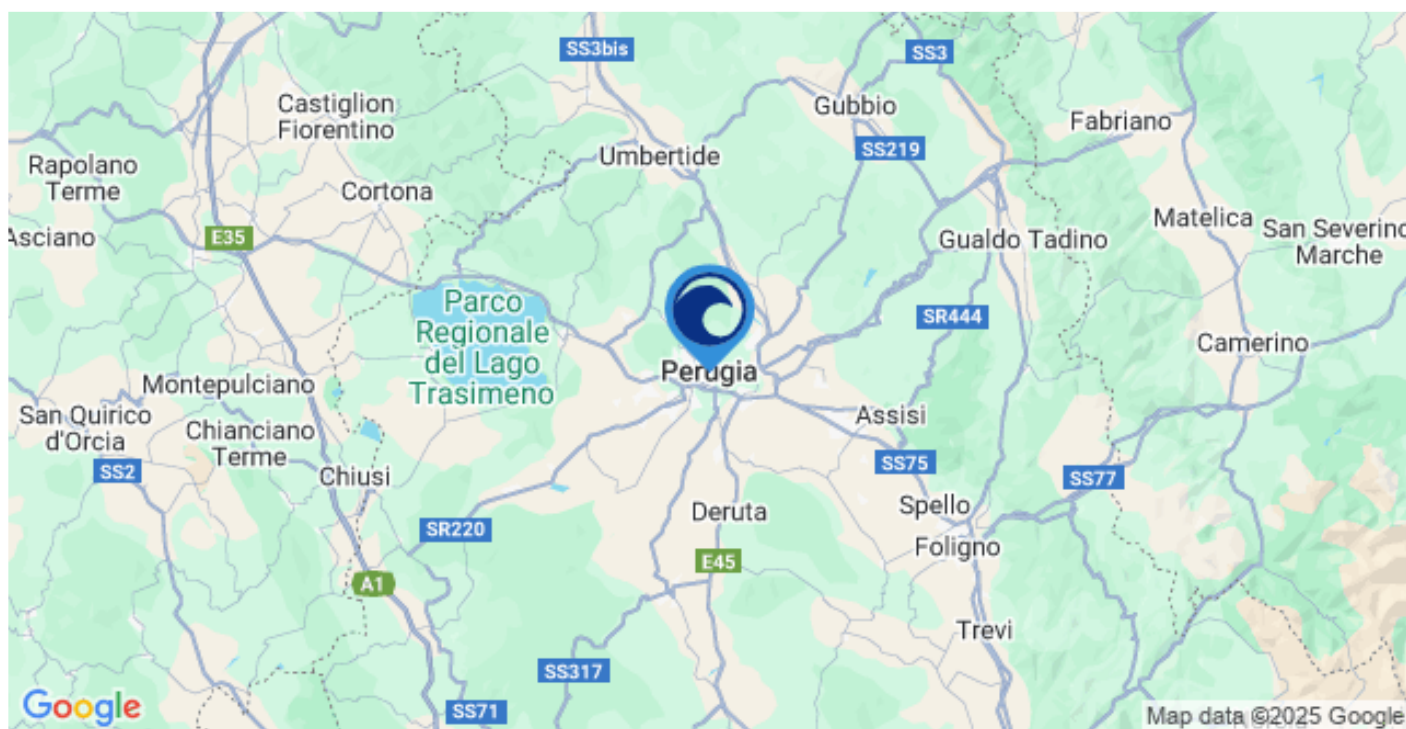 SS3bis
SS3
Castiglion
Fiorentino
Gubbio
Fabriano
Umbertide
SS219
Rapolano
Terme
Cortona
Matelica
Asciano
E35
Gualdo Tadino
San Severino
Marche
Parco
Regionale
del Lago
Trasimeno
SR444
Camerino
Perugia
Montepulciano
San Quirico
d'Orcia
Chianciano
Terme
Assisi
SS2
Chiusi
SS75
SS77
Spello
Deruta
SR220
Foligno
E45
A1
Trevi
SS317
SS71
Google
Map data ©2025 Google